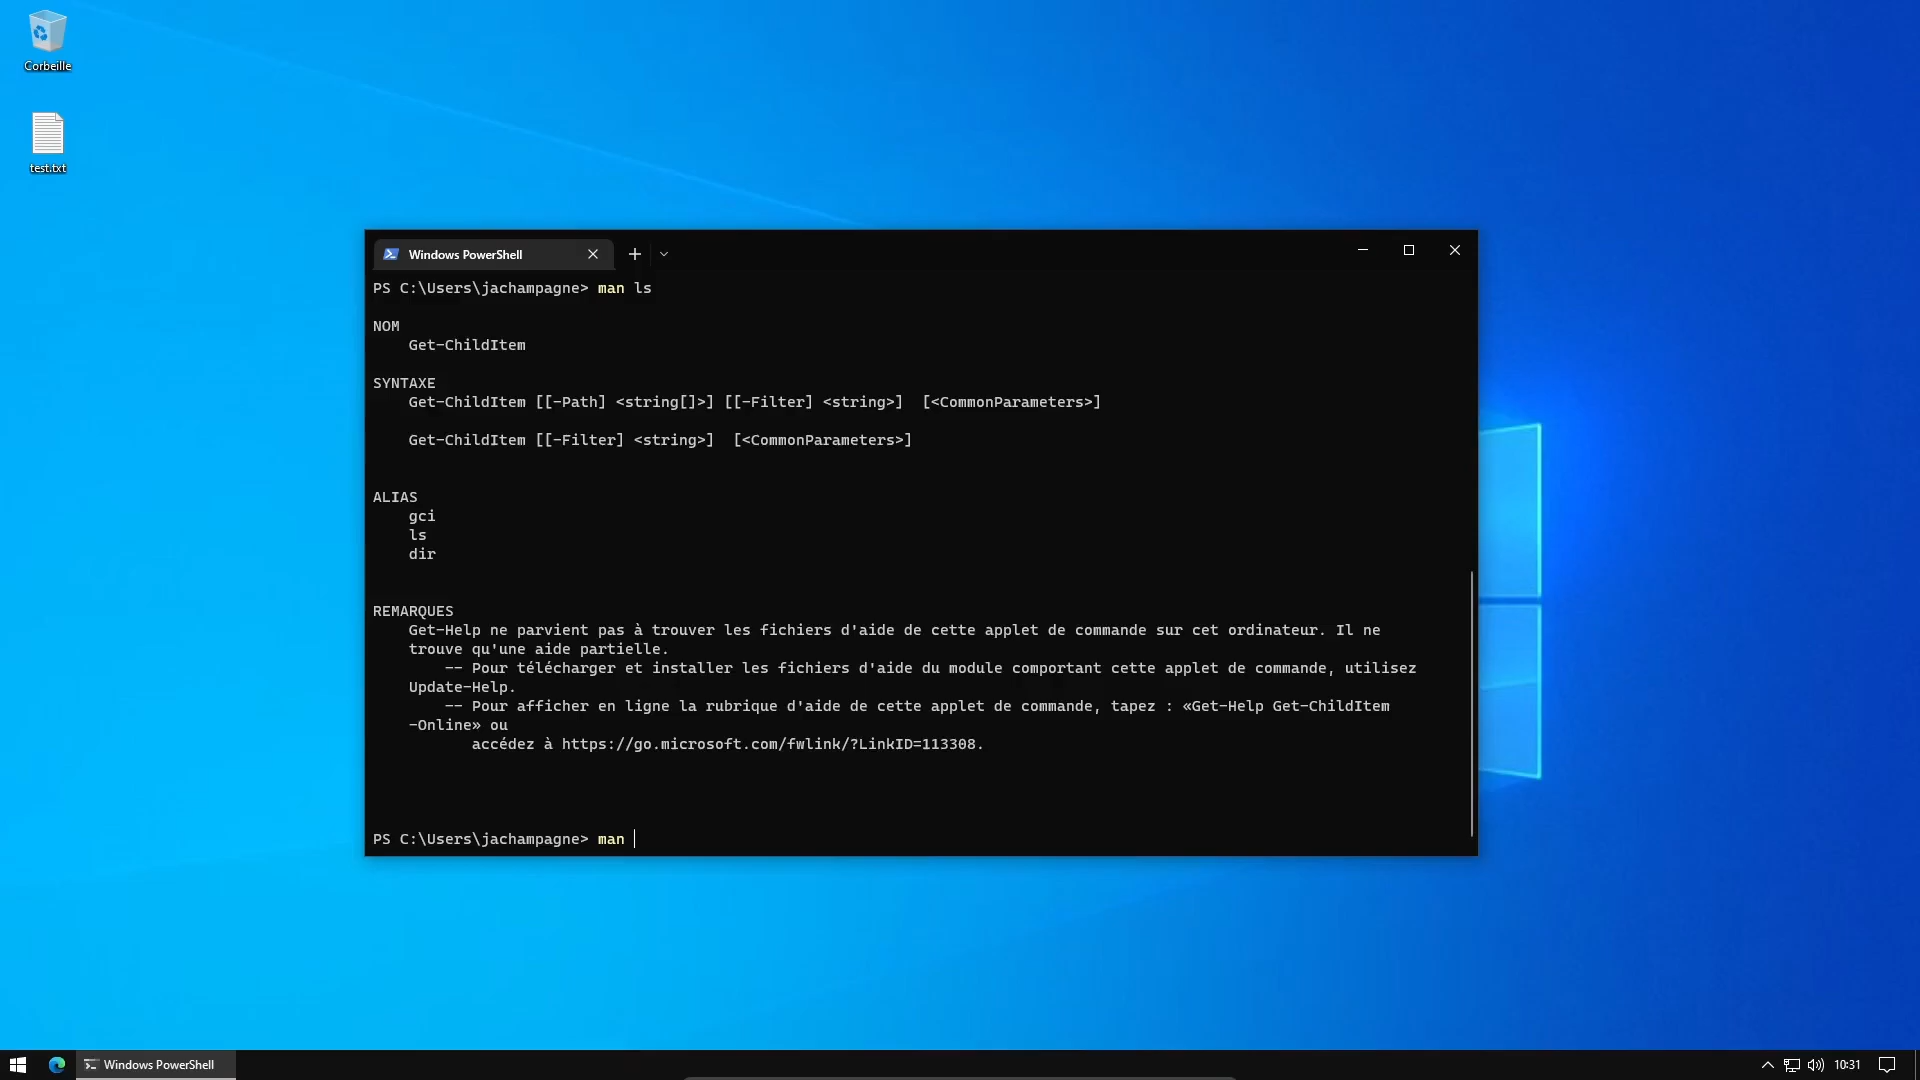 Corbeille
test.txt
Windows PowerShell
PS C:\Users\jachampagne> man ls
NOM
Get-ChildItem
SYNTAXE
Get-ChildItem [[-Path] <string[]>] [[-Filter] <string>]  [<CommonParameters>]
Get-ChildItem [[-Filter] <string>]  [<CommonParameters>]
ALIAS
gci
ls
dir
REMARQUES
Get-Help ne parvient pas à trouver les fichiers d'aide de cette applet de commande sur cet ordinateur. Il ne
trouve qu'une aide partielle.
-- Pour télécharger et installer les fichiers d'aide du module comportant cette applet de commande, utilisez
Update-Help.
-- Pour afficher en ligne la rubrique d'aide de cette applet de commande, tapez : «Get-Help Get-ChildItem
-Online» ou
accédez à https://go.microsoft.com/fwlink/?LinkID=113308.
PS C:\Users\jachampagne> man
Windows PowerShell
10:31